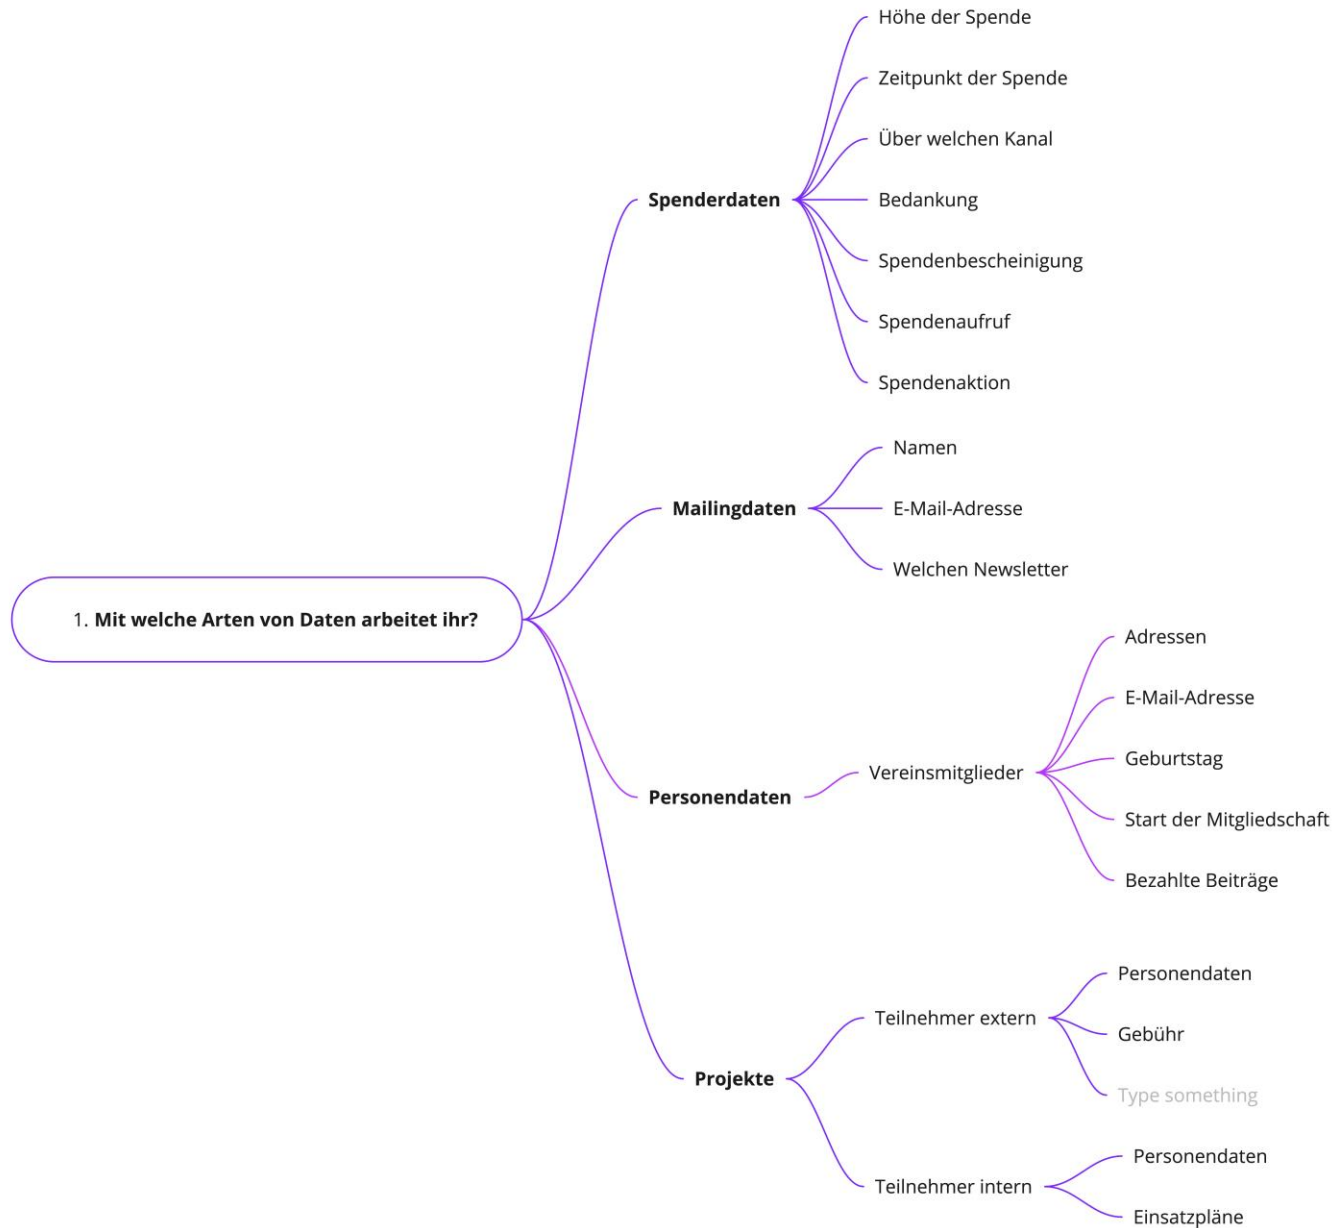 1. Mit welche Arten von Daten arbeitet ihr?
Spenderdaten
Höhe der Spende
Zeitpunkt der Spende
Über welchen Kanal
Bedankung
Spendenbescheinigung
Spendenaufruf
Spendenaktion
Mailingdaten
Namen
E-Mail-Adresse
Welchen Newsletter
Personendaten
Vereinsmitglieder
Adressen
E-Mail-Adresse
Geburtstag
Start der Mitgliedschaft
Bezahlte Beiträge
Projekte
Teilnehmer extern
Personendaten
Gebühr
Type something
Teilnehmer intern
Personendaten
Einsatzpläne